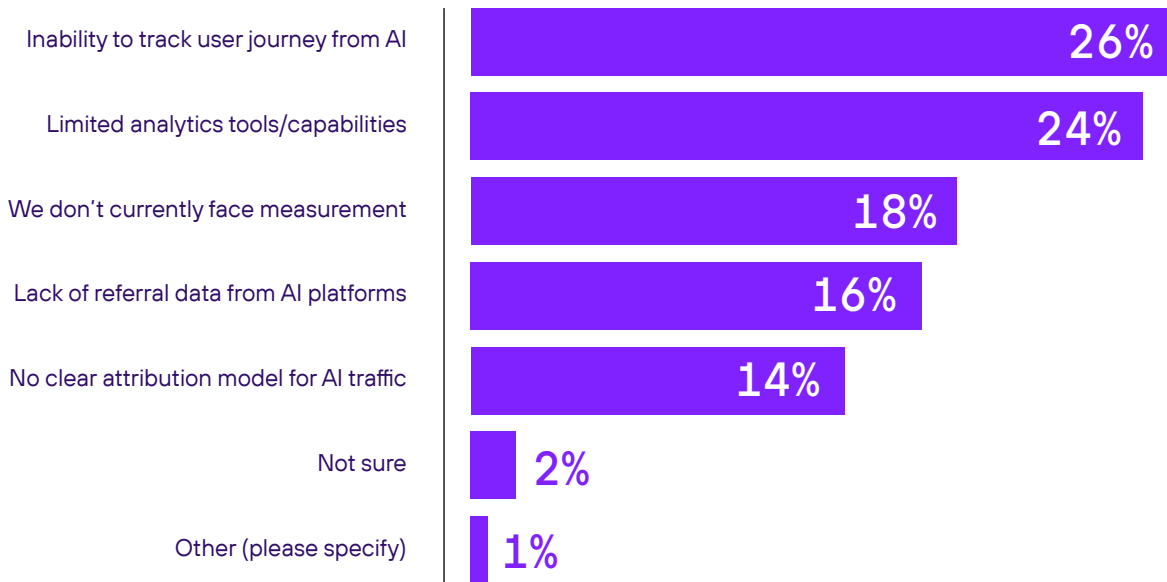 Inability to track user journey from AI 26%
Limited analytics tools/capabilities 24%
We don’t currently face measurement 18%
Lack of referral data from AI platforms 16%
No clear attribution model for AI traffic 14%
Not sure 2%
Other (please specify) 1%